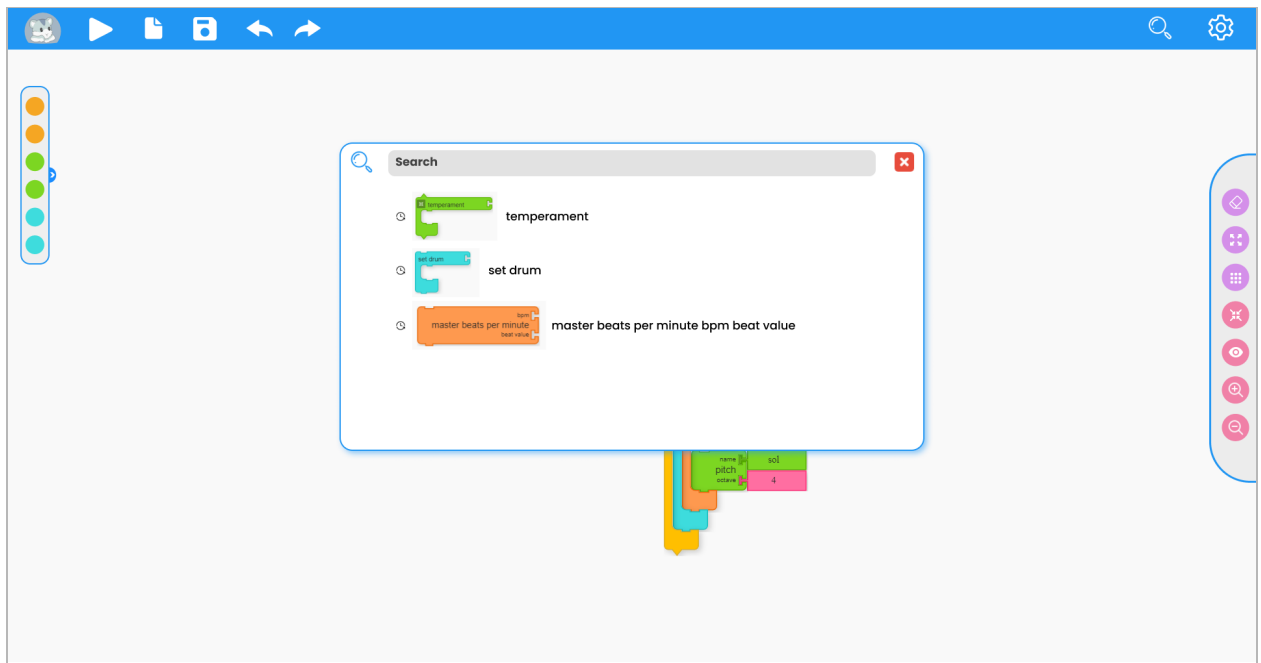 Search
temperament
temperament
set drum
set drum
bpm
master beats per minute
beat value
master beats per minute bpm beat value
name
sol
pitch
octave
4